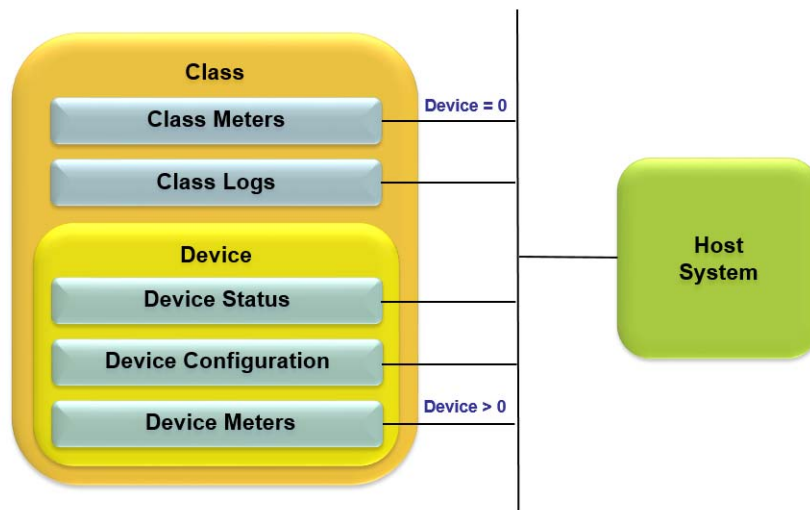 Class
Class Meters
Device = 0
Class Logs
Device
Device Status
Device Configuration
Device Meters
Device > 0
Host
System